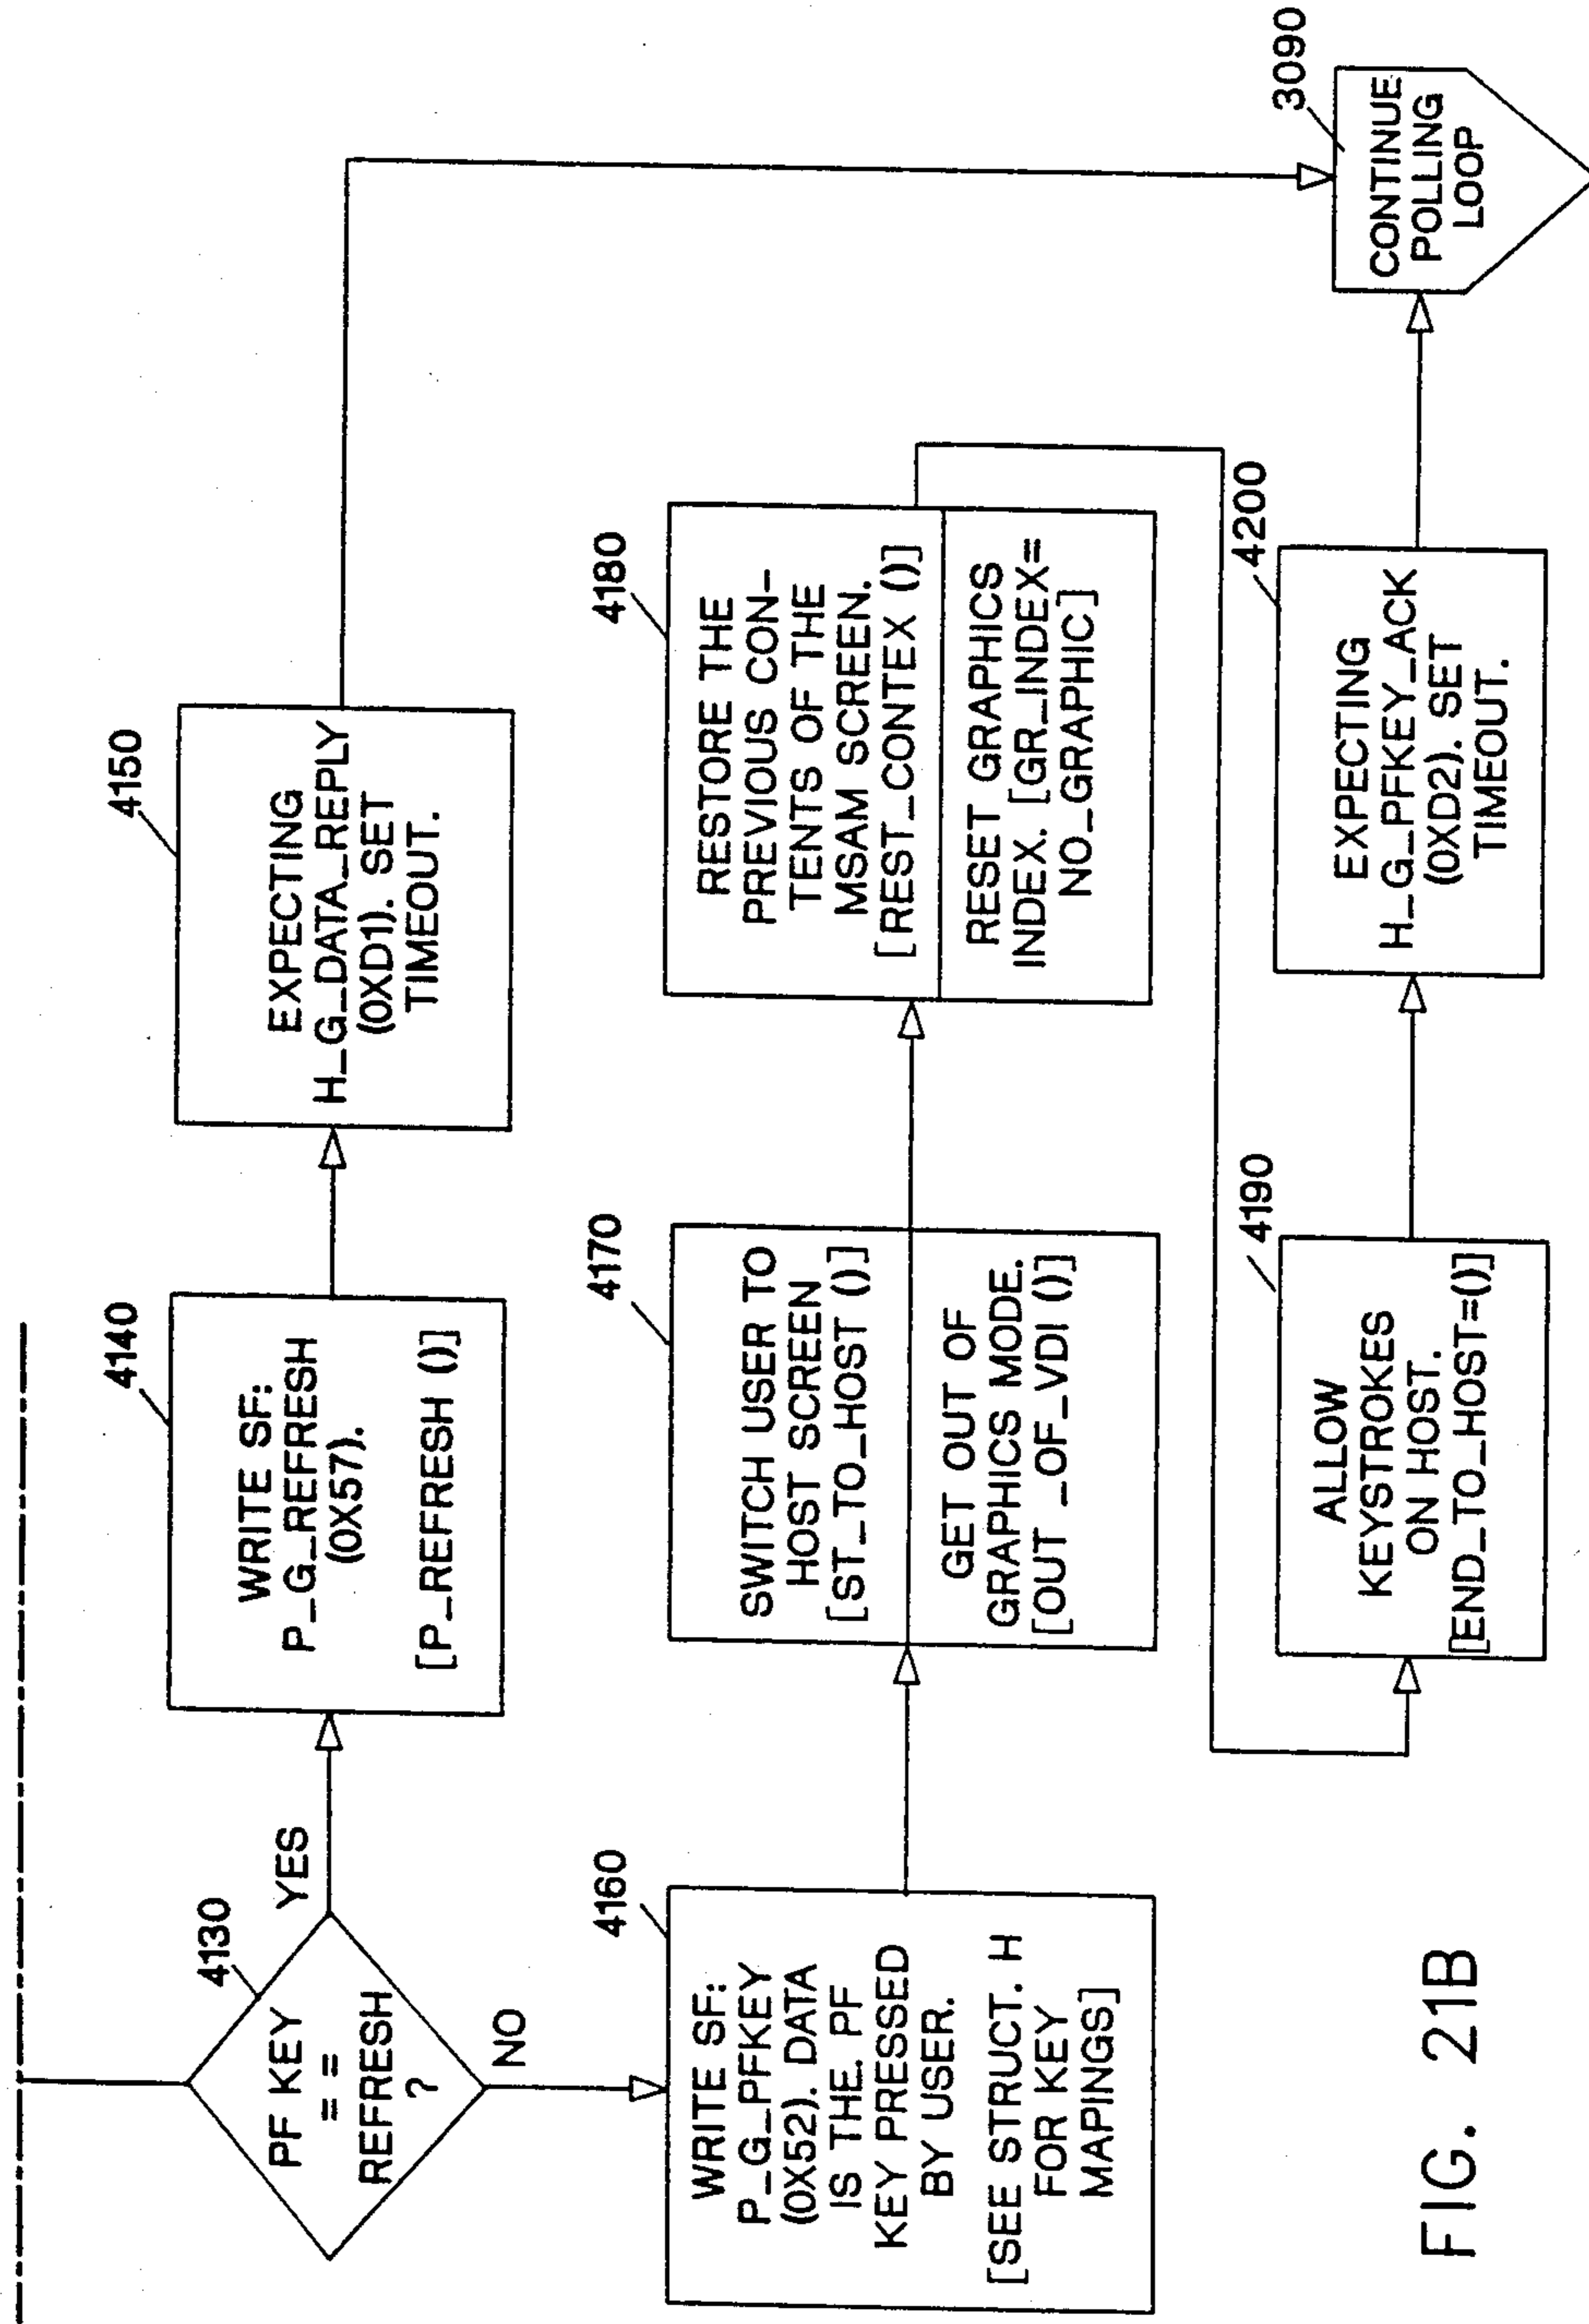 4130
PF KEY
= =
REFRESH
?
YES
NO
4140
WRITE SF:
P_G_REFRESH
(0X57).
[P_REFRESH ()]
4150
EXPECTING
H_G_DATA_REPLY
(0XD1). SET
TIMEOUT.
4160
WRITE SF:
P_G_PFKEY
(0X52). DATA
IS THE. PF
KEY PRESSED
BY USER.
[SEE STRUCT. H
FOR KEY
MAPINGS]
4170
SWITCH USER TO
HOST SCREEN
[ST_TO_HOST ()]
GET OUT OF
GRAPHICS MODE.
[OUT _OF_VDI ()]
4180
RESTORE THE
PREVIOUS CON-
TENTS OF THE
MSAM SCREEN.
[REST_CONTEX ()]
RESET GRAPHICS
INDEX. [GR_INDEX=
NO_GRAPHIC]
4190
ALLOW
KEYSTROKES
ON HOST.
[END_TO_HOST=()]
4200
EXPECTING
H_G_PFKEY_ACK
(0XD2). SET
TIMEOUT.
3090
CONTINUE
POLLING
LOOP
FIG. 21B